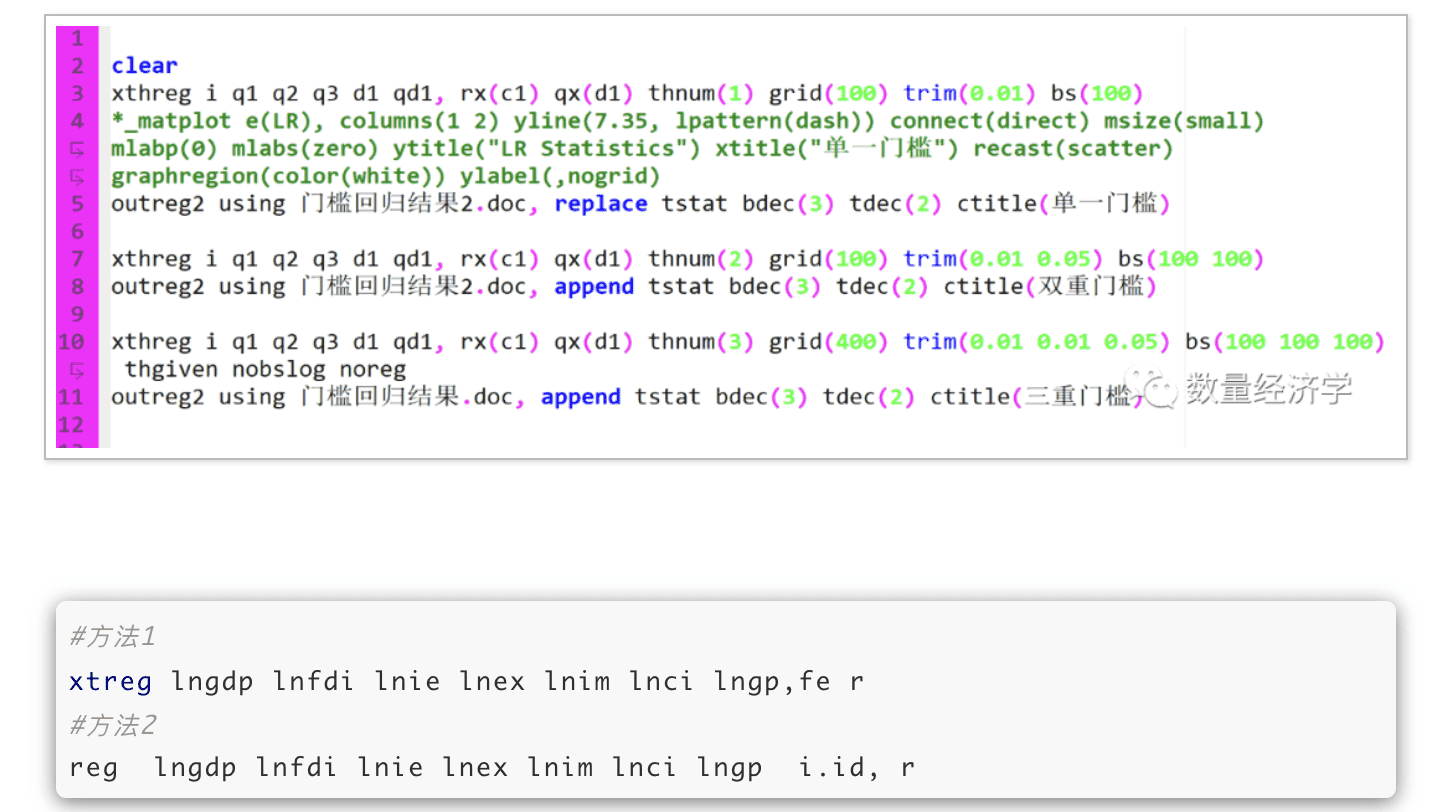 1
2 clear
3 xthreg i q1 q2 q3 d1 qd1, rx(c1) qx(d1) thnum(1) grid(100) trim(0.01) bs(100)
4 *_matplot e(LR), columns(1 2) yline(7.35, lpattern(dash)) connect(direct) msize(small)
mlabp(0) mlabs(zero) ytitle("LR Statistics") xtitle("单一门槛") recast(scatter)
graphregion(color(white)) ylabel(,nogrid)
5 outreg2 using 门槛回归结果2.doc, replace tstat bdec(3) tdec(2) ctitle(单一门槛)
6
7 xthreg i q1 q2 q3 d1 qd1, rx(c1) qx(d1) thnum(2) grid(100) trim(0.01 0.05) bs(100 100)
8 outreg2 using 门槛回归结果2.doc, append tstat bdec(3) tdec(2) ctitle(双重门槛)
9
10 xthreg i q1 q2 q3 d1 qd1, rx(c1) qx(d1) thnum(3) grid(400) trim(0.01 0.01 0.05) bs(100 100 100)
thgiven nobslog noreg
11 outreg2 using 门槛回归结果.doc, append tstat bdec(3) tdec(2) ctitle(三重门槛)
数量经济学
12
#方法1
xtreg lngdp lnfdi lnie lnex lnim lnci lngp,fe r
#方法2
reg  lngdp lnfdi lnie lnex lnim lnci lngp  i.id, r